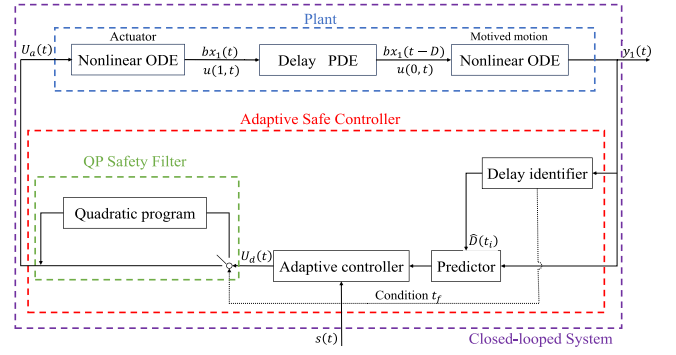 Plant
U_a(t)
Actuator
Nonlinear ODE
bx_1(t)
u(1,t)
Delay PDE
bx_1(t − D)
u(0,t)
Motived motion
Nonlinear ODE
y_1(t)
Adaptive Safe Controller
QP Safety Filter
Quadratic program
Delay identifier
D̂(t_i)
U_d(t)
Adaptive controller
Predictor
Condition t_f
s(t)
Closed-looped System